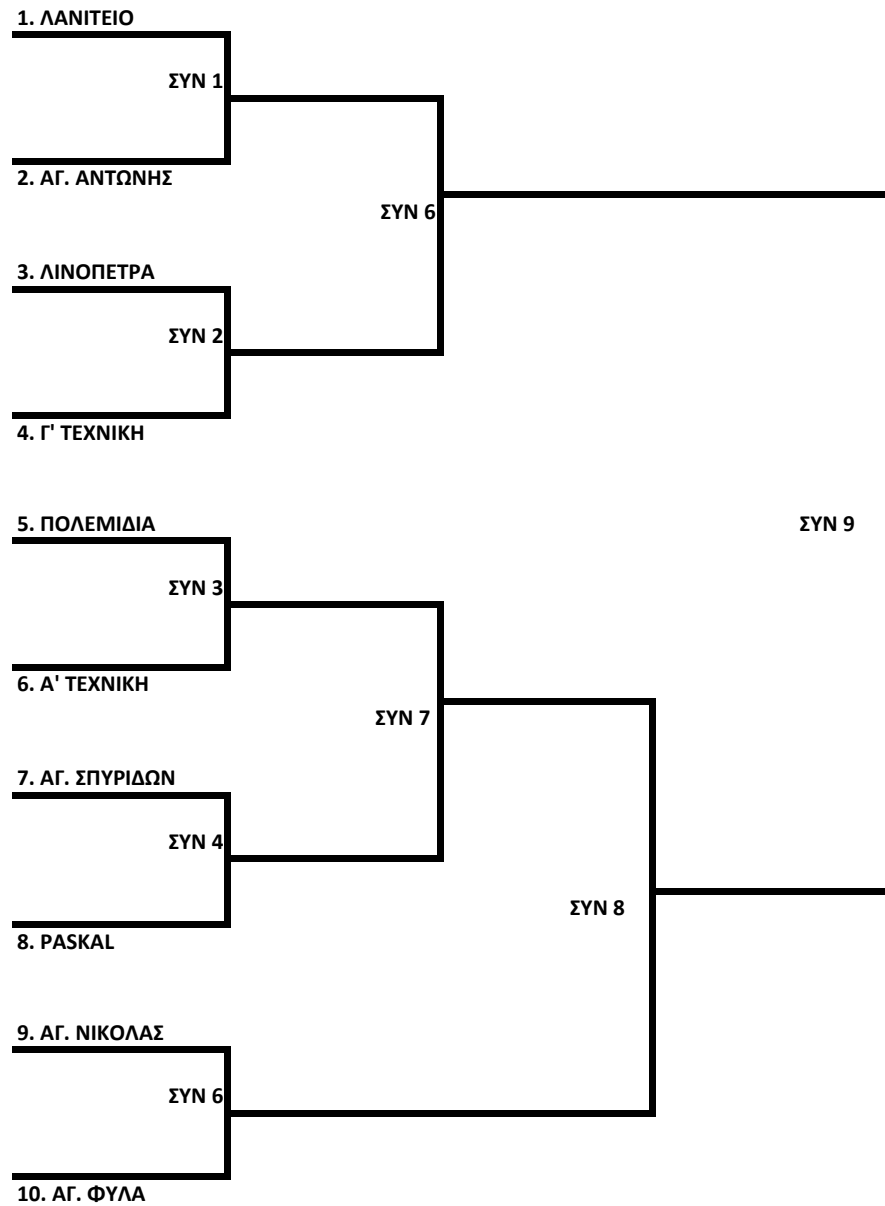 1. ΛΑΝΙΤΕΙΟ
ΣΥΝ 1
2. ΑΓ. ΑΝΤΩΝΗΣ
ΣΥΝ 6
3. ΛΙΝΟΠΕΤΡΑ
ΣΥΝ 2
4. Γ' ΤΕΧΝΙΚΗ
5. ΠΟΛΕΜΙΔΙΑ
ΣΥΝ 9
ΣΥΝ 3
6. Α' ΤΕΧΝΙΚΗ
ΣΥΝ 7
7. ΑΓ. ΣΠΥΡΙΔΩΝ
ΣΥΝ 4
ΣΥΝ 8
8. PASKAL
9. ΑΓ. ΝΙΚΟΛΑΣ
ΣΥΝ 6
10. ΑΓ. ΦΥΛΑ